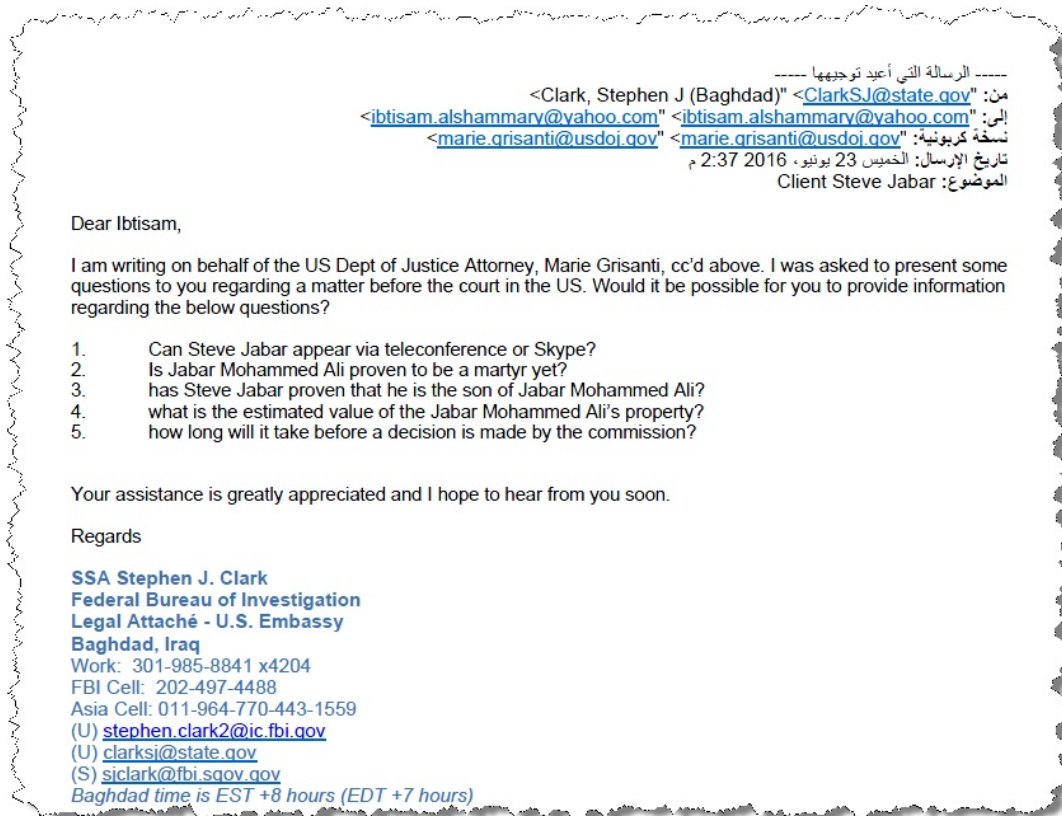 ----- الرسالة التي أعيد توجيهها -----
من: "Clark, Stephen J (Baghdad)" <ClarkSJ@state.gov>
إلى: "ibtisam.alshammary@yahoo.com" <ibtisam.alshammary@yahoo.com>
نسخة كربونية: "marie.grisanti@usdoj.gov" <marie.grisanti@usdoj.gov>
تاريخ الإرسال: الخميس 23 يونيو، 2016 2:37 م
الموضوع: Client Steve Jabar
Dear Ibtisam,
I am writing on behalf of the US Dept of Justice Attorney, Marie Grisanti, cc'd above. I was asked to present some
questions to you regarding a matter before the court in the US. Would it be possible for you to provide information
regarding the below questions?
1. Can Steve Jabar appear via teleconference or Skype?
2. Is Jabar Mohammed Ali proven to be a martyr yet?
3. has Steve Jabar proven that he is the son of Jabar Mohammed Ali?
4. what is the estimated value of the Jabar Mohammed Ali's property?
5. how long will it take before a decision is made by the commission?
Your assistance is greatly appreciated and I hope to hear from you soon.
Regards
SSA Stephen J. Clark
Federal Bureau of Investigation
Legal Attaché - U.S. Embassy
Baghdad, Iraq
Work: 301-985-8841 x4204
FBI Cell: 202-497-4488
Asia Cell: 011-964-770-443-1559
(U) stephen.clark2@ic.fbi.gov
(U) clarksj@state.gov
(S) sjclark@fbi.sgov.gov
Baghdad time is EST +8 hours (EDT +7 hours)